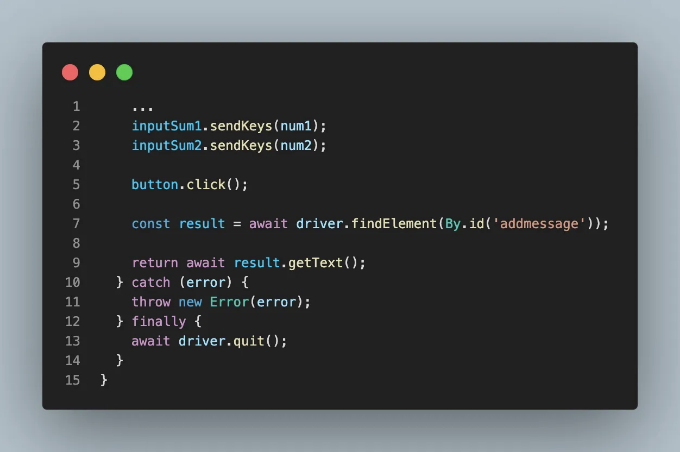 1 ...
2 inputSum1.sendKeys(num1);
3 inputSum2.sendKeys(num2);
4
5 button.click();
6
7 const result = await driver.findElement(By.id('addmessage'));
8
9 return await result.getText();
10 } catch (error) {
11 throw new Error(error);
12 } finally {
13 await driver.quit();
14 }
15 }